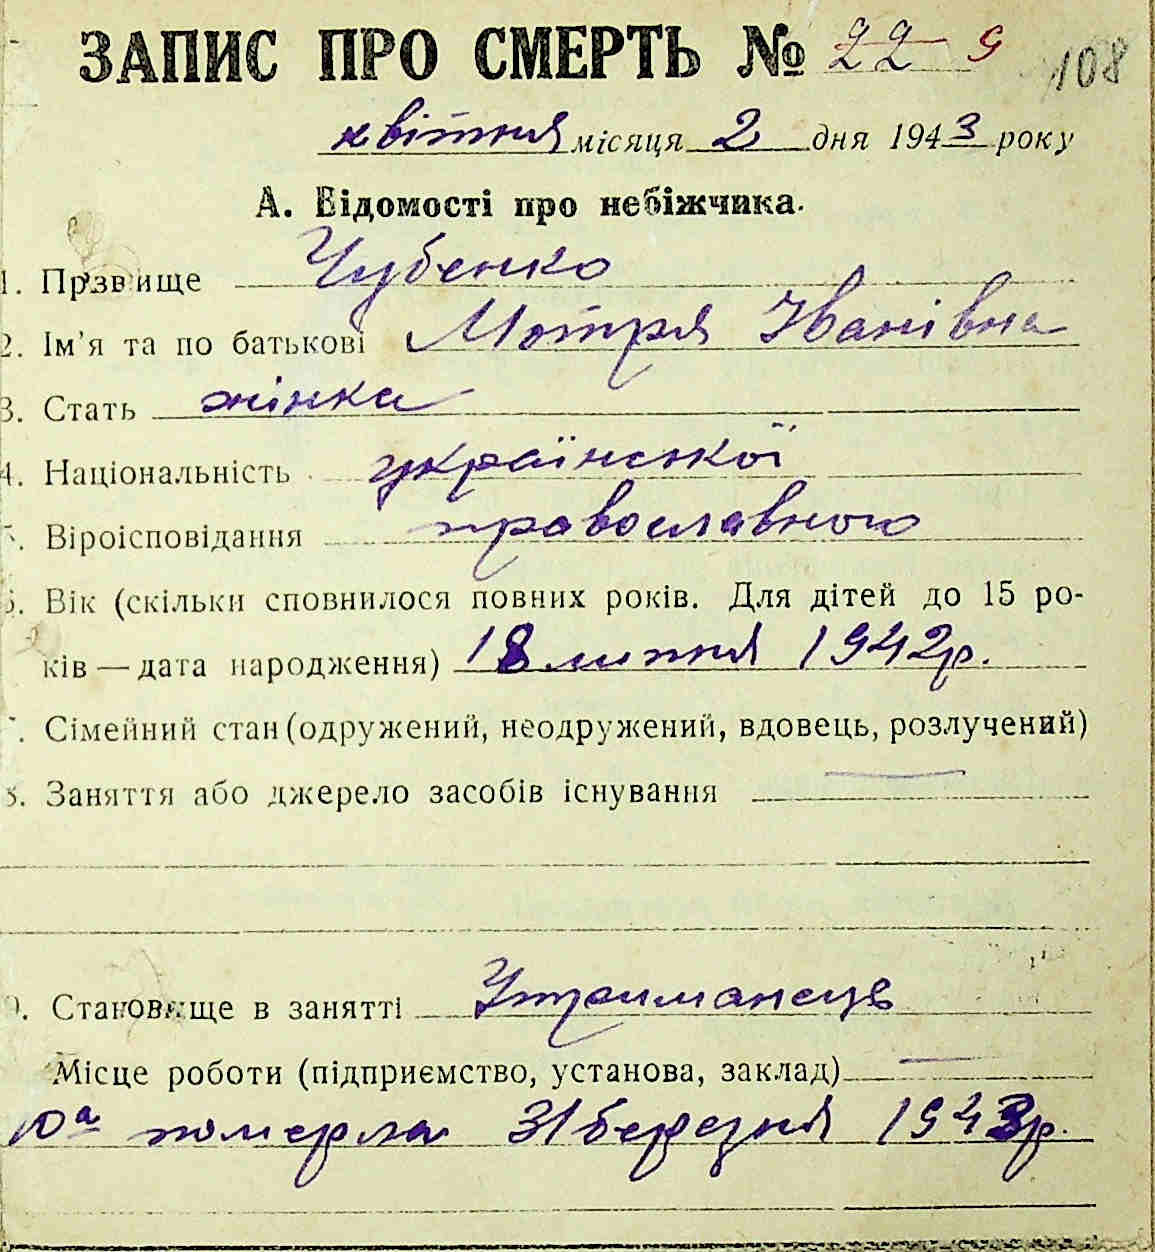 ЗАПИС ПРО СМЕРТЬ № 22 9 108
квітня місяця 2 дня 1943 року
А. Відомості про небіжчика.
1. Прізвище Чубенко
2. Ім'я та по батькові Мотря Іванівна
3. Стать жінка
4. Національність української
5. Віроісповідання православного
6. Вік (скільки сповнилося повних років. Для дітей до 15 ро-
ків — дата народження) 18 липня 1942р.
7. Сімейний стан (одружений, неодружений, вдовець, розлучений)
8. Заняття або джерело засобів існування —
9. Становище в занятті Утриманець
Місце роботи (підприємство, установа, заклад) —
10а померла 31 березня 1943р.